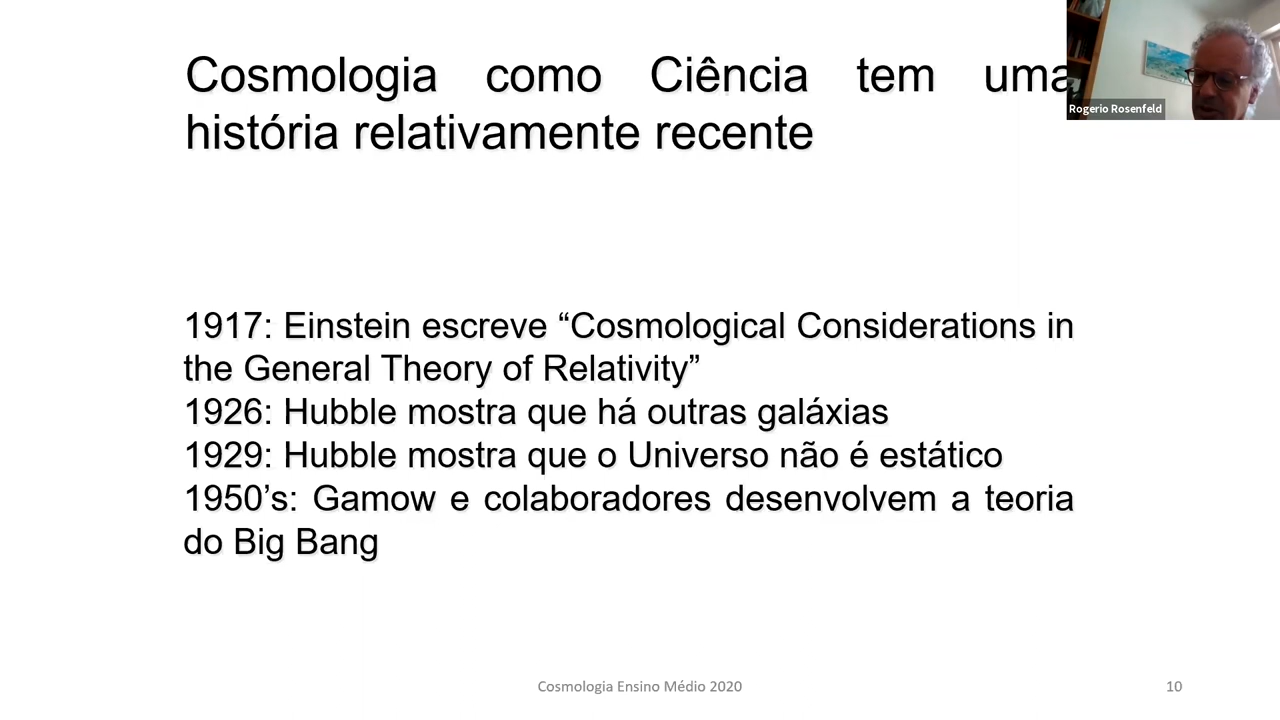 Cosmologia como Ciência tem uma
história relativamente recente
Rogerio Rosenfeld
1917: Einstein escreve “Cosmological Considerations in
the General Theory of Relativity”
1926: Hubble mostra que há outras galáxias
1929: Hubble mostra que o Universo não é estático
1950’s: Gamow e colaboradores desenvolvem a teoria
do Big Bang
Cosmologia Ensino Médio 2020
10